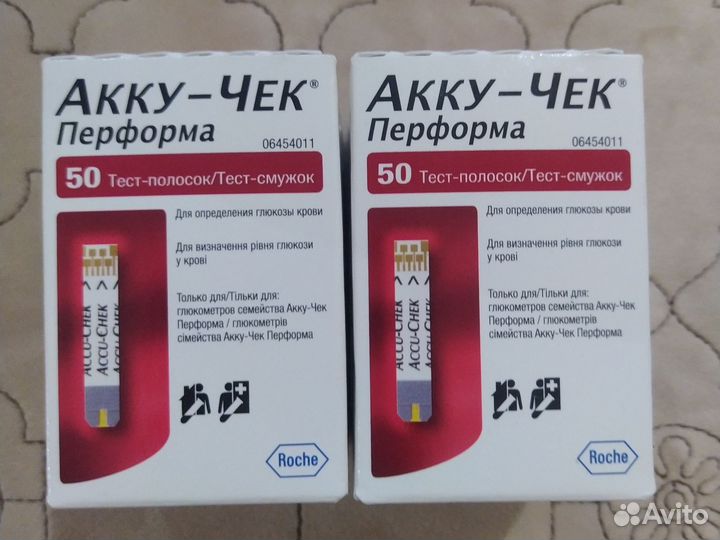 Акку-Чек®
Перформа
06454011
50 Тест-полосок/Тест-смужок
Для определения глюкозы крови
Для визначення рівня глюкози
у крові
Только для/Тільки для:
глюкометров семейства Акку-Чек
Перформа / глюкометрів
сімейства Акку-Чек Перформа
ACCU-CHEK
ACCU-CHEK
ACCU-CHEK
Roche
Акку-Чек®
Перформа
06454011
50 Тест-полосок/Тест-смужок
Для определения глюкозы крови
Для визначення рівня глюкози
у крові
Только для/Тільки для:
глюкометров семейства Акку-Чек
Перформа / глюкометрів
сімейства Акку-Чек Перформа
ACCU-CHEK
ACCU-CHEK
ACCU-CHEK
Roche
Avito